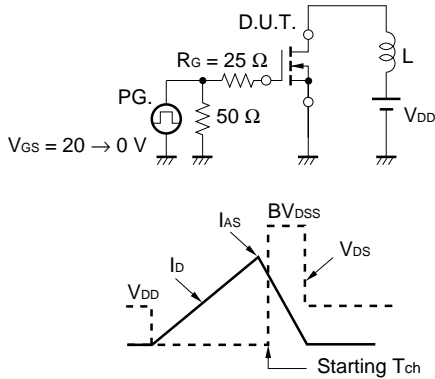 D.U.T.
RG = 25 Ω
L
PG.
50 Ω
VDD
VGS = 20 → 0 V
BVDSS
IAS
ID
VDS
VDD
Starting Tch